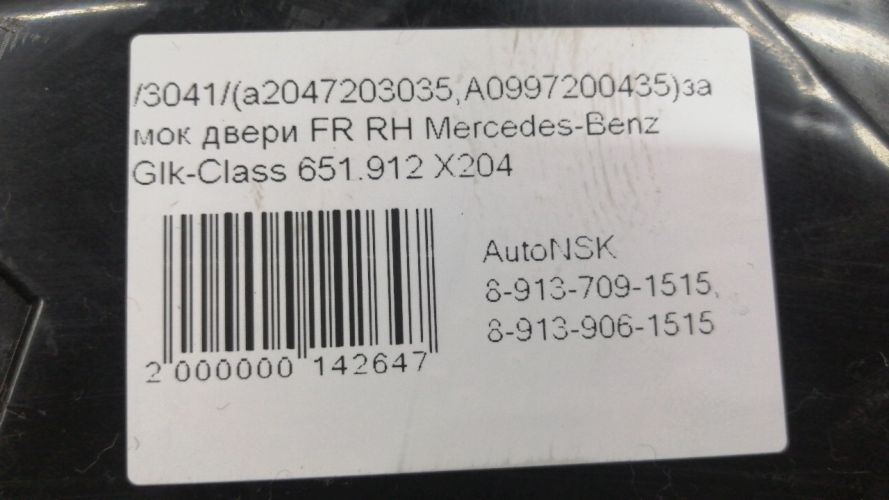 /3041/(a2047203035,A0997200435)за
мок двери FR RH Mercedes-Benz
Glk-Class 651.912 X204
AutoNSK
8-913-709-1515,
8-913-906-1515
2 000000 142647